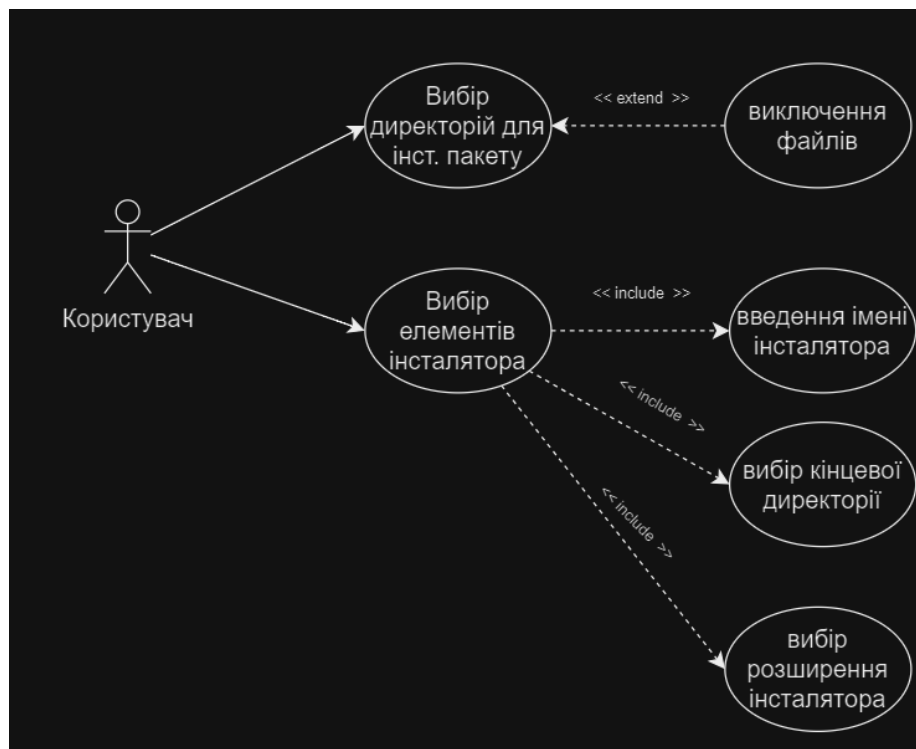 Вибір
директорій для
інст. пакету
<< extend >>
виключення
файлів
Користувач
Вибір
елементів
інсталятора
<< include >>
введення імені
інсталятора
<< include >>
вибір кінцевої
директорії
<< include >>
вибір
розширення
інсталятора